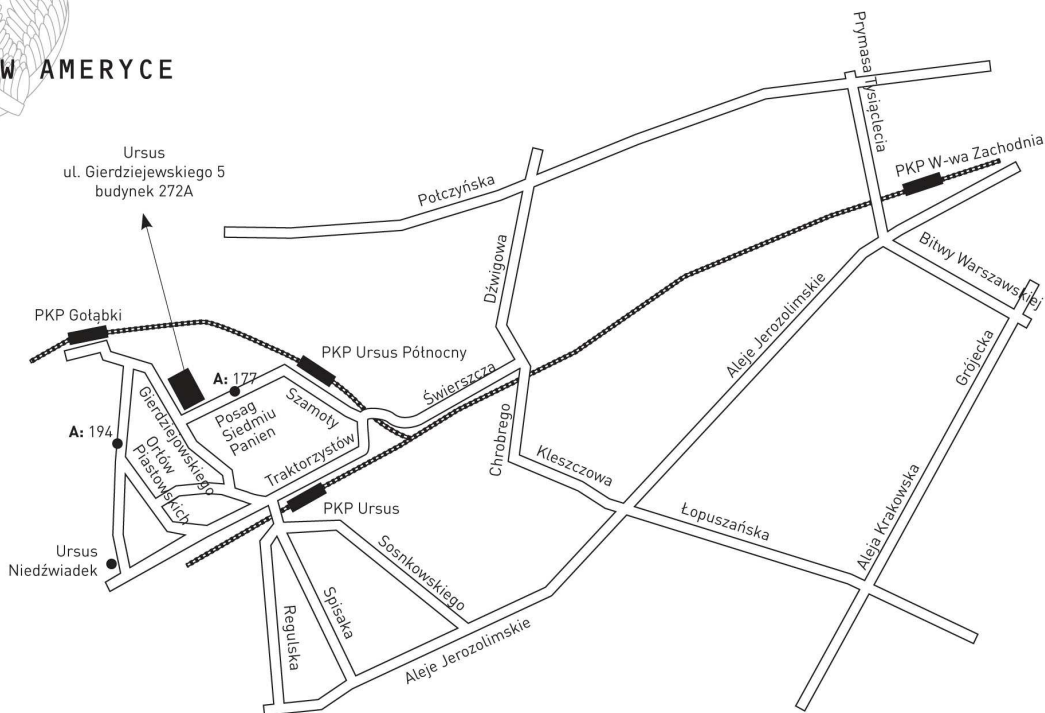 W AMERYCE
Ursus
ul. Gierdziejewskiego 5
budynek 272A
Prymasa Tysiąclecia
PKP W-wa Zachodnia
Połczyńska
Bitwy Warszawskiej
Dźwigowa
Aleje Jerozolimskie
Grójecka
PKP Gołąbki
PKP Ursus Północny
A: 177
Świerszcza
Posag
Siedmiu
Panien
Szamoty
Gierdziejowskiego
A: 194
Orłów
Piastowskich
Traktorzystów
Chrobrego
Kleszczowa
PKP Ursus
Łopuszańska
Aleja Krakowska
Ursus
Niedźwiadek
Sosnkowskiego
Spisaka
Regulska
Aleje Jerozolimskie